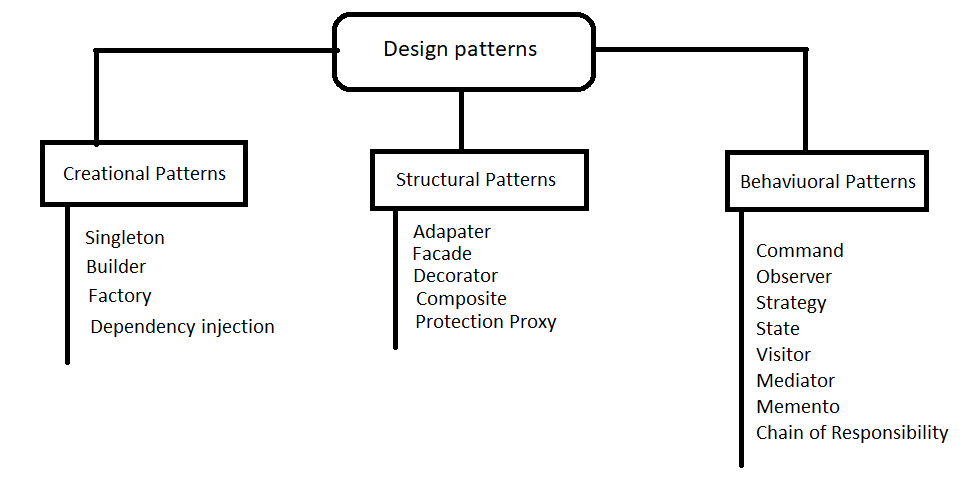 Design patterns
Creational Patterns
Singleton
Builder
Factory
Dependency injection
Structural Patterns
Adapater
Facade
Decorator
Composite
Protection Proxy
Behaviuoral Patterns
Command
Observer
Strategy
State
Visitor
Mediator
Memento
Chain of Responsibility